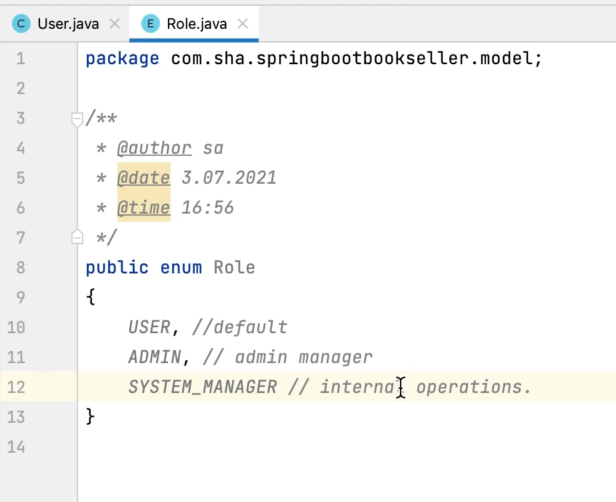 C User.java
E Role.java
1 package com.sha.springbootbookseller.model;
2
3 /**
4 * @author sa
5 * @date 3.07.2021
6 * @time 16:56
7 */
8 public enum Role
9 {
10 USER, //default
11 ADMIN, // admin manager
12 SYSTEM_MANAGER // internal operations.
13 }
14